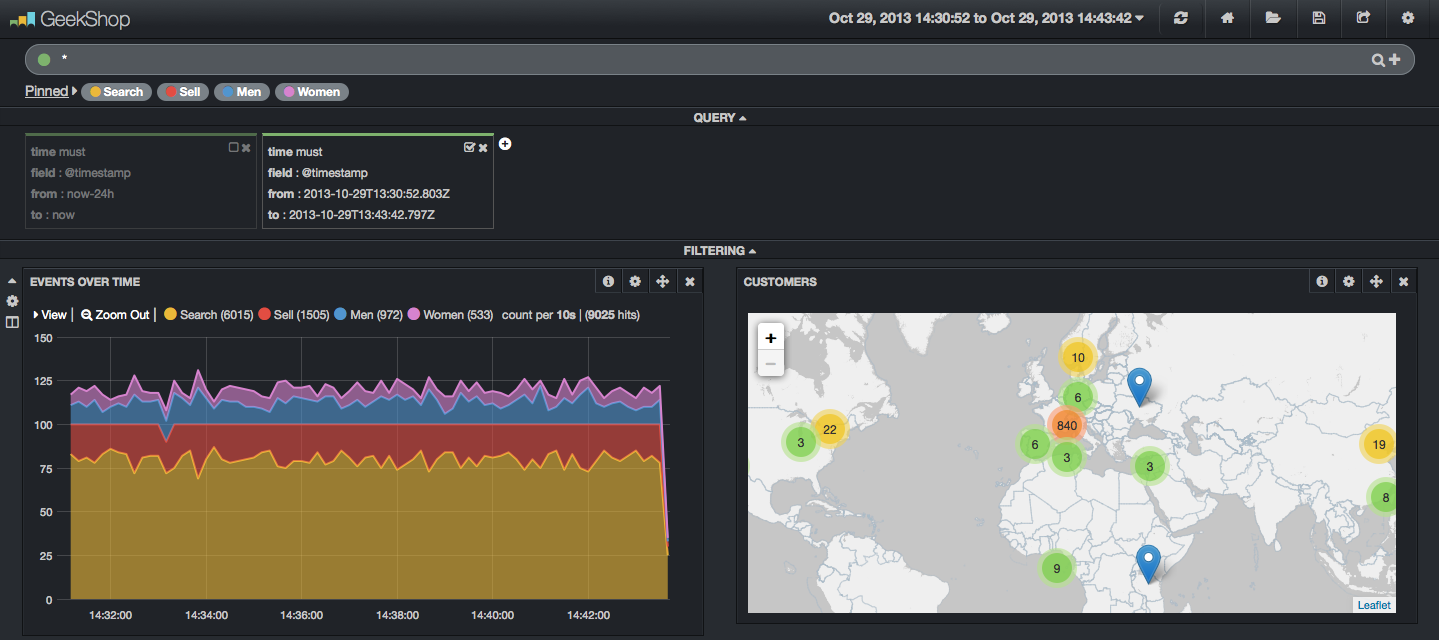 GeekShop
Oct 29, 2013 14:30:52 to Oct 29, 2013 14:43:42
*
Pinned Search Sell Men Women
QUERY
time must
field : @timestamp
from : now-24h
to : now
time must
field : @timestamp
from : 2013-10-29T13:30:52.803Z
to : 2013-10-29T13:43:42.797Z
FILTERING
EVENTS OVER TIME
View | Zoom Out | Search (6015) Sell (1505) Men (972) Women (533) count per 10s | (9025 hits)
150
125
100
75
50
25
0
14:32:00 14:34:00 14:36:00 14:38:00 14:40:00 14:42:00
CUSTOMERS
+
−
10
6
840
22
3
6
3
3
19
8
9
Leaflet